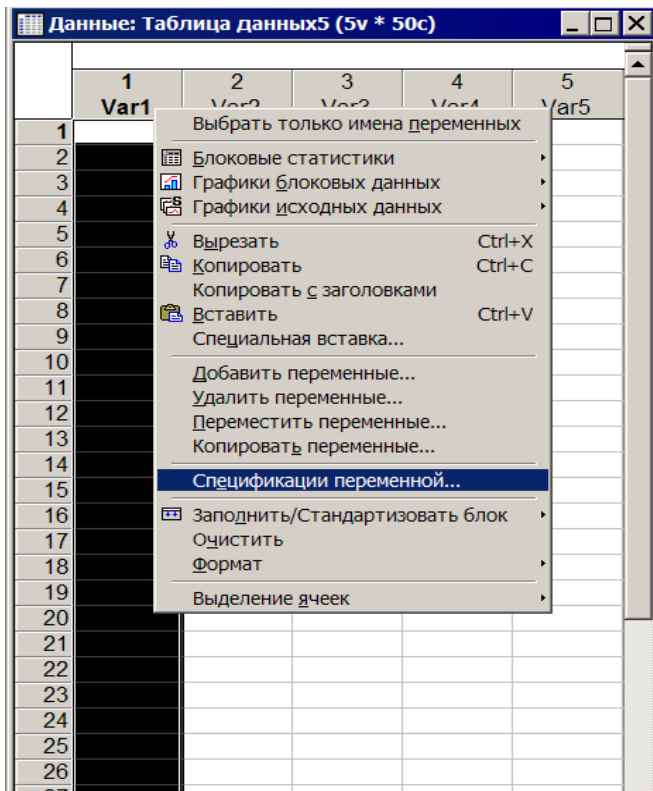 Данные: Таблица данных5 (5v * 50c)
1 2 3 4 5
Var1 Var2 Var3 Var4 Var5
Выбрать только имена переменных
Блоковые статистики
Графики блоковых данных
Графики исходных данных
Вырезать Ctrl+X
Копировать Ctrl+C
Копировать с заголовками
Вставить Ctrl+V
Специальная вставка...
Добавить переменные...
Удалить переменные...
Переместить переменные...
Копировать переменные...
Спецификации переменной...
Заполнить/Стандартизовать блок
Очистить
Формат
Выделение ячеек
1
2
3
4
5
6
7
8
9
10
11
12
13
14
15
16
17
18
19
20
21
22
23
24
25
26
27